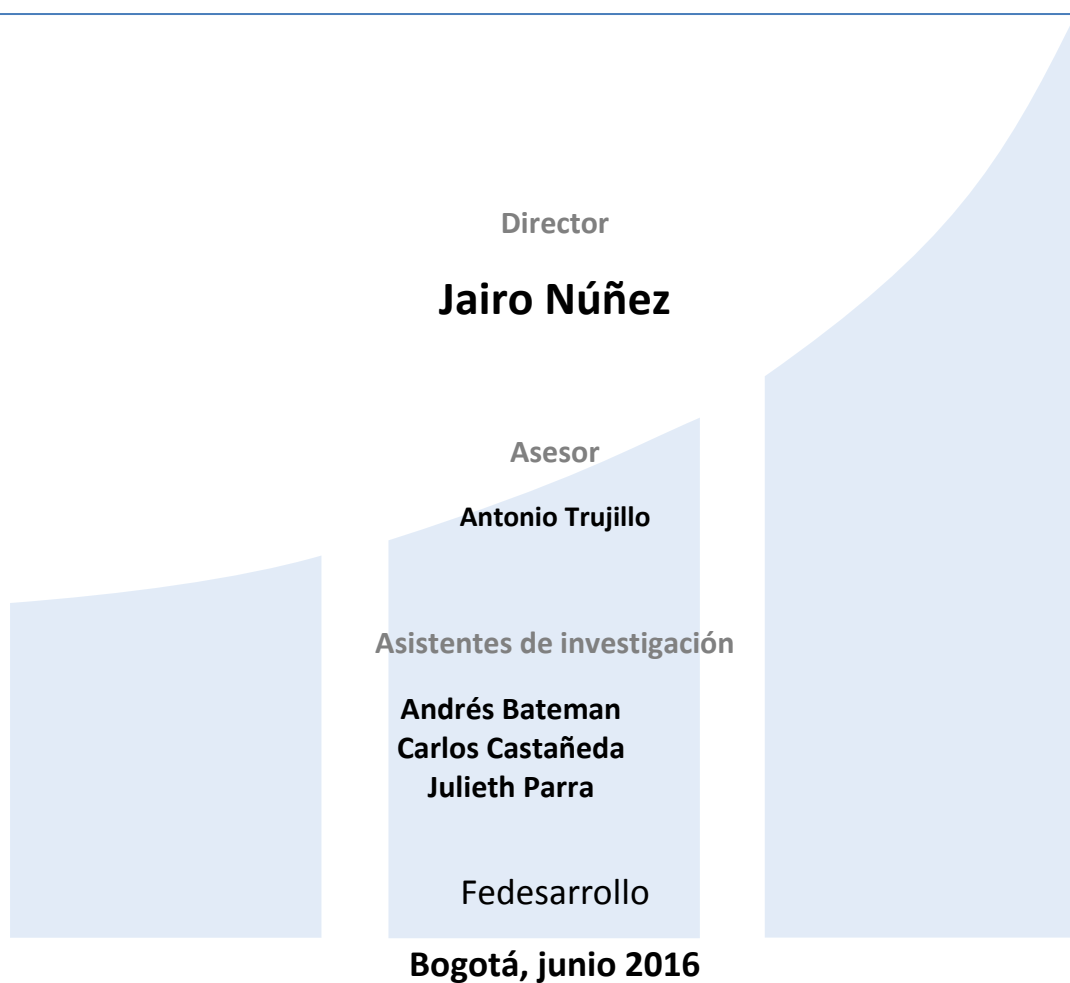 Director
Jairo Núñez
Asesor
Antonio Trujillo
Asistentes de investigación
Andrés Bateman
Carlos Castañeda
Julieth Parra
Fedesarrollo
Bogotá, junio 2016